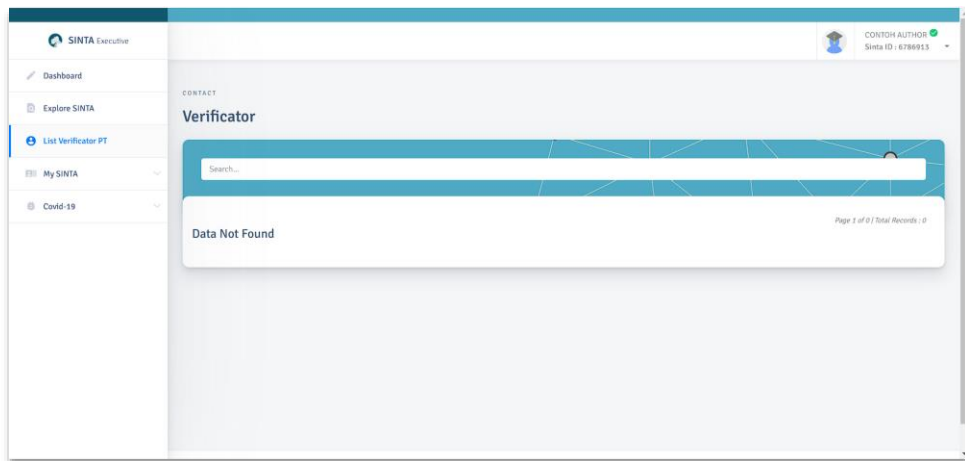 SINTA Executive
CONTOH AUTHOR
Sinta ID : 6786913
Dashboard
Explore SINTA
List Verificator PT
My SINTA
Covid-19
CONTACT
Verificator
Search...
Page 1 of 0 | Total Records : 0
Data Not Found